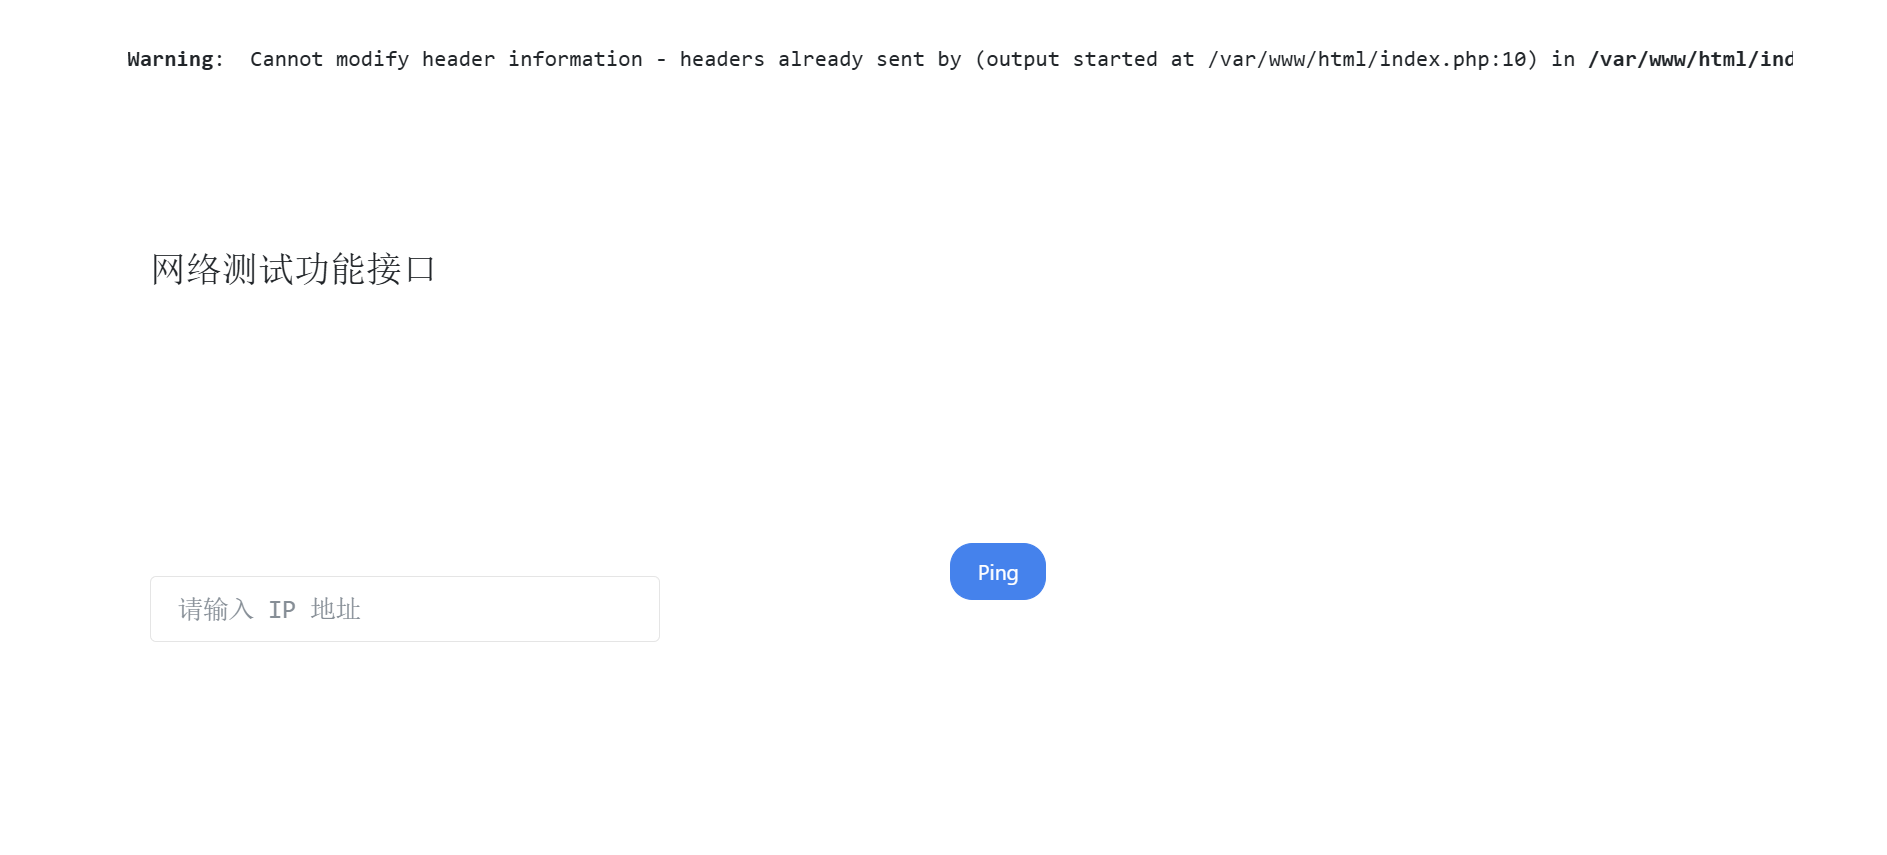 Warning:  Cannot modify header information - headers already sent by (output started at /var/www/html/index.php:10) in /var/www/html/ind
网络测试功能接口
Ping
请输入 IP 地址